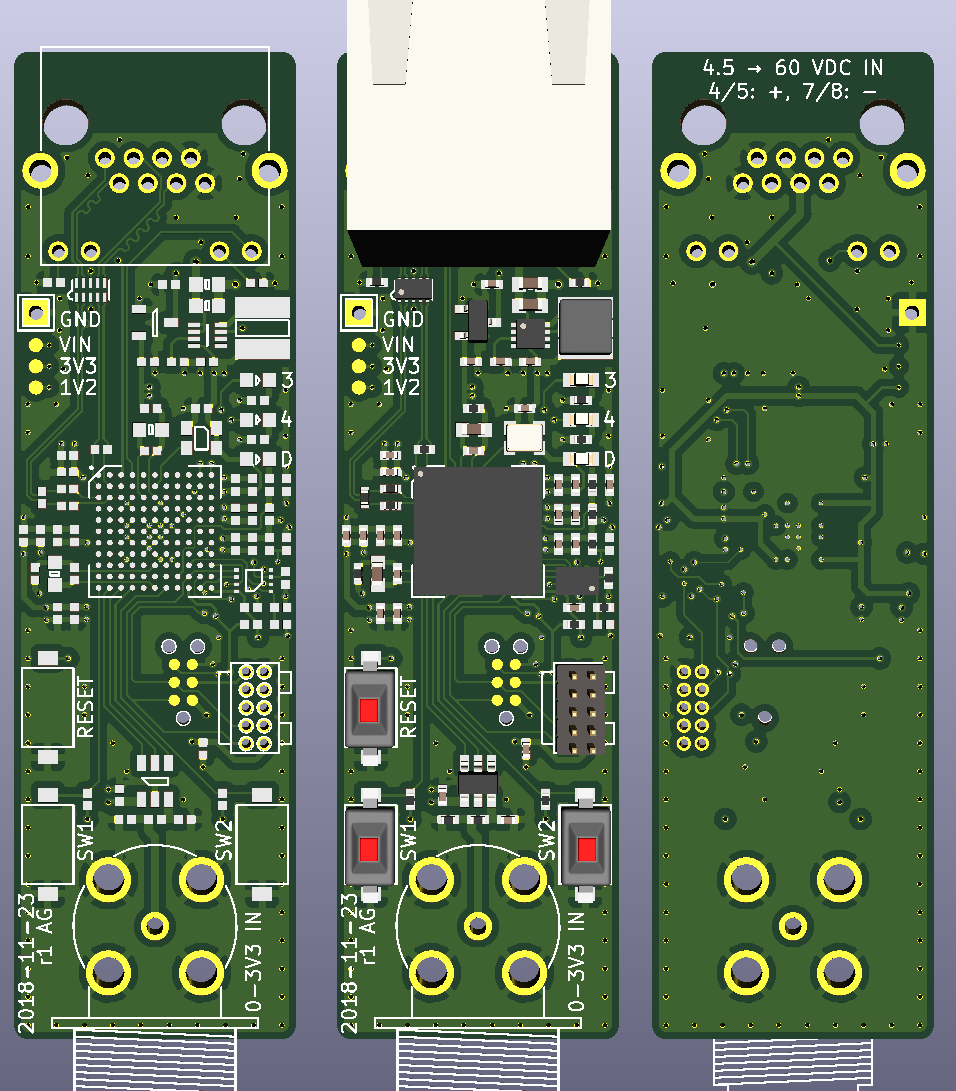 GND
VIN
3V3
1V2
3
4
D
RESET
SW1
SW2
2018-11-23
r1 AG
0-3V3 IN
GND
VIN
3V3
1V2
3
4
D
RESET
SW1
SW2
2018-11-23
r1 AG
0-3V3 IN
4.5 → 60 VDC IN
4/5: +, 7/8: −